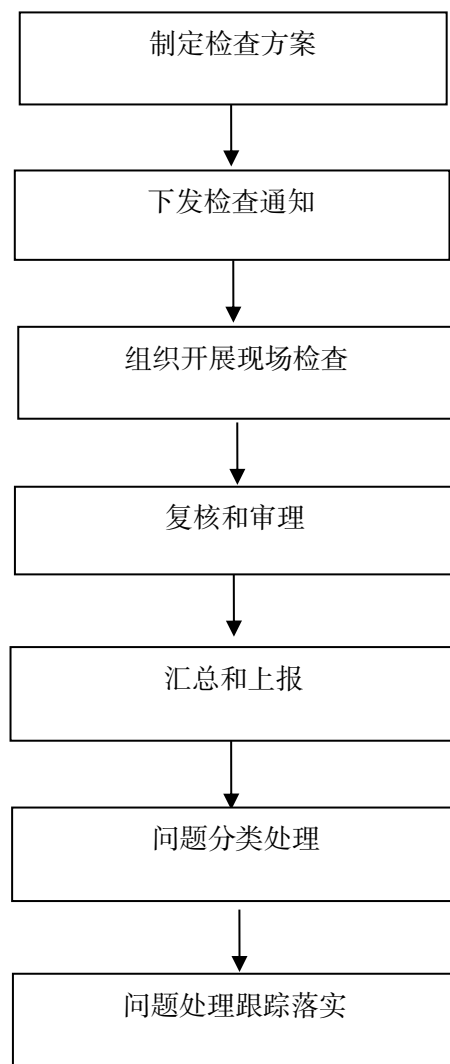 制定检查方案
下发检查通知
组织开展现场检查
复核和审理
汇总和上报
问题分类处理
问题处理跟踪落实